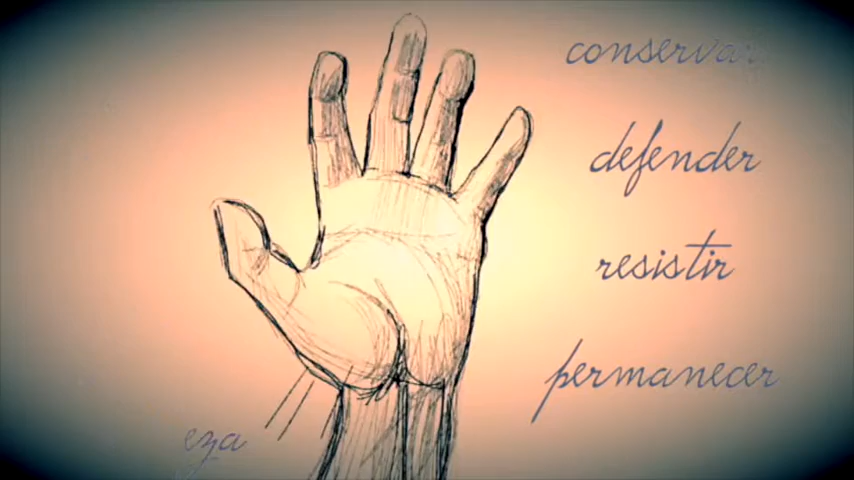 conservar
defender
resistir
permanecer
eza